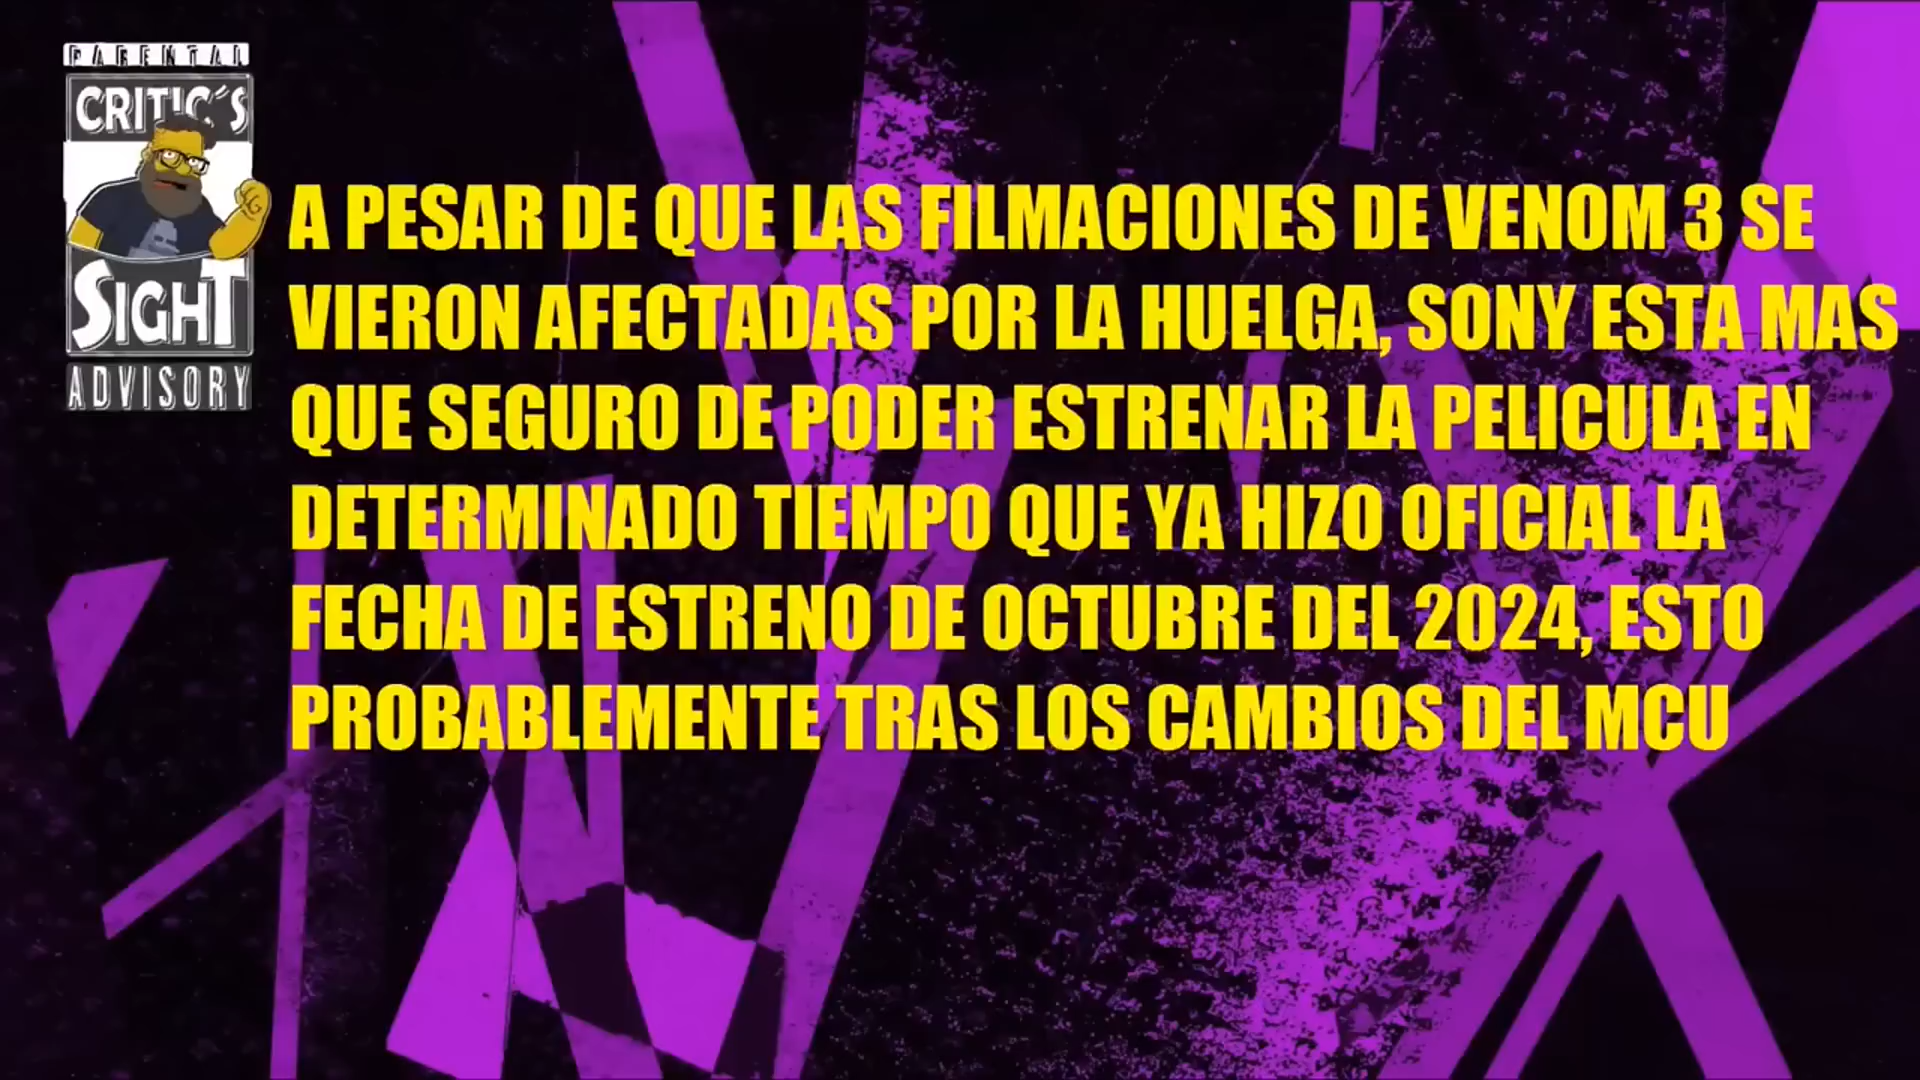 PARENTAL
CRITIC´S
SIGHT
ADVISORY
A PESAR DE QUE LAS FILMACIONES DE VENOM 3 SE
VIERON AFECTADAS POR LA HUELGA, SONY ESTA MAS
QUE SEGURO DE PODER ESTRENAR LA PELICULA EN
DETERMINADO TIEMPO QUE YA HIZO OFICIAL LA
FECHA DE ESTRENO DE OCTUBRE DEL 2024, ESTO
PROBABLEMENTE TRAS LOS CAMBIOS DEL MCU